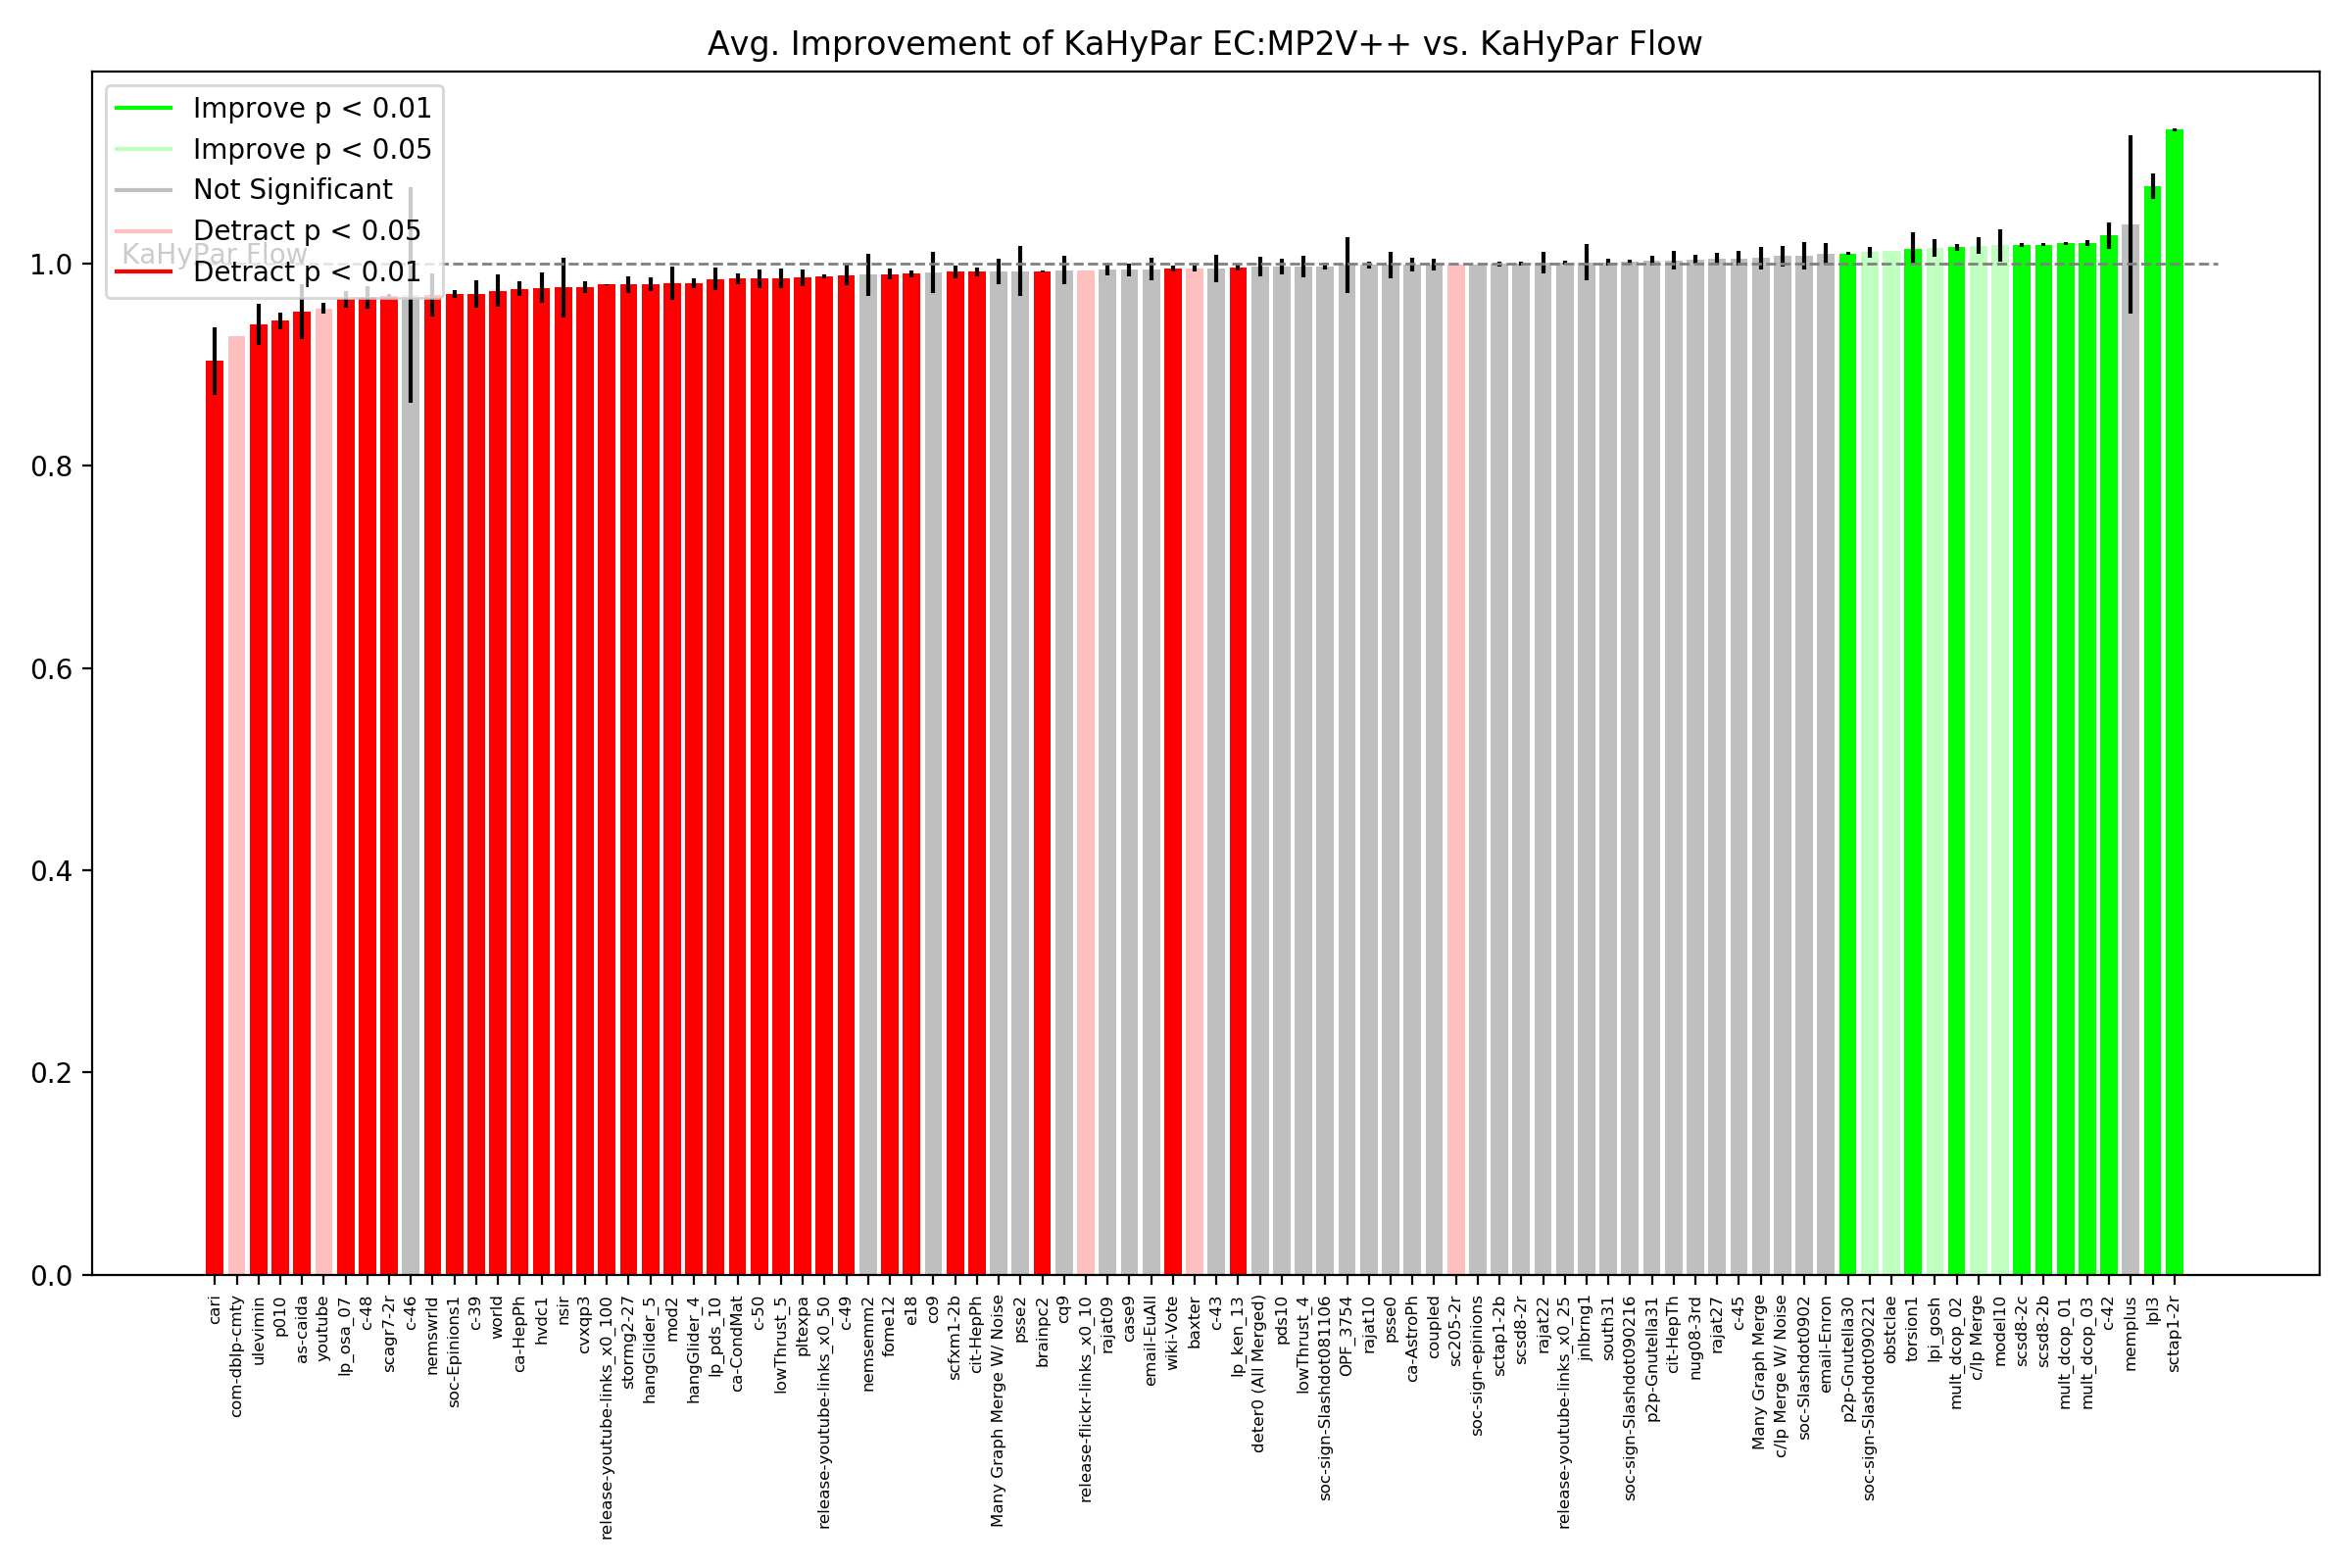 Avg. Improvement of KaHyPar EC:MP2V++ vs. KaHyPar Flow
Improve p < 0.01
Improve p < 0.05
Not Significant
Detract p < 0.05
KaHyPar Flow
Detract p < 0.01
1.0
0.8
0.6
0.4
0.2
0.0
cari
com-dblp-cmty
ulevimin
p010
as-caida
youtube
lp_osa_07
c-48
scagr7-2r
c-46
nemswrld
soc-Epinions1
c-39
world
ca-HepPh
hvdc1
nsir
cvxqp3
release-youtube-links_x0_100
stormg2-27
hangGlider_5
mod2
hangGlider_4
lp_pds_10
ca-CondMat
c-50
lowThrust_5
pltexpa
release-youtube-links_x0_50
c-49
nemsemm2
fome12
e18
co9
scfxm1-2b
cit-HepPh
Many Graph Merge W/ Noise
psse2
brainpc2
cq9
release-flickr-links_x0_10
rajat09
case9
email-EuAll
wiki-Vote
baxter
c-43
lp_ken_13
deter0 (All Merged)
pds10
lowThrust_4
soc-sign-Slashdot081106
OPF_3754
rajat10
psse0
ca-AstroPh
coupled
sc205-2r
soc-sign-epinions
sctap1-2b
scsd8-2r
rajat22
release-youtube-links_x0_25
jnlbrng1
south31
soc-sign-Slashdot090216
p2p-Gnutella31
cit-HepTh
nug08-3rd
rajat27
c-45
Many Graph Merge
c/lp Merge W/ Noise
soc-Slashdot0902
email-Enron
p2p-Gnutella30
soc-sign-Slashdot090221
obstclae
torsion1
lpi_gosh
mult_dcop_02
c/lp Merge
model10
scsd8-2c
scsd8-2b
mult_dcop_01
mult_dcop_03
c-42
memplus
lpl3
sctap1-2r